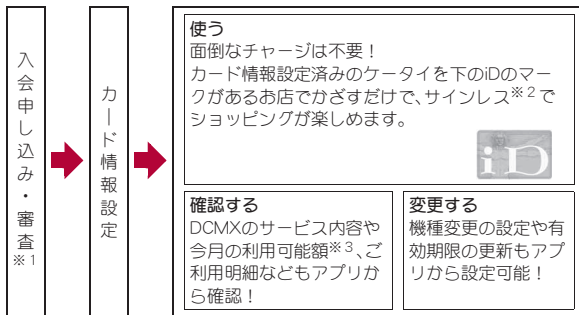 入会申し込み・審査※1
カード情報設定
使う
面倒なチャージは不要！
カード情報設定済みのケータイを下のiDのマー
クがあるお店でかざすだけで、サインレス※2で
ショッピングが楽しめます。
iD
確認する
DCMXのサービス内容や
今月の利用可能額※3、ご
利用明細などもアプリか
ら確認！
変更する
機種変更の設定や有
効期限の更新もアプ
リから設定可能！